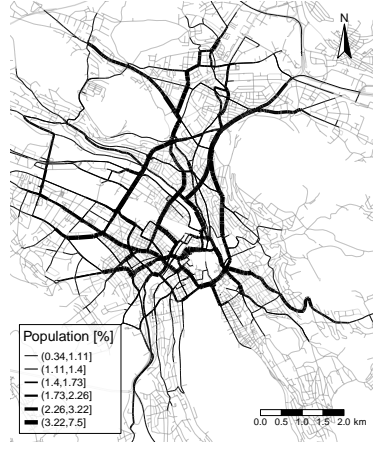 N
Population [%]
(0.34,1.11]
(1.11,1.4]
(1.4,1.73]
(1.73,2.26]
(2.26,3.22]
(3.22,7.5]
0.0 0.5 1.0 1.5 2.0 km